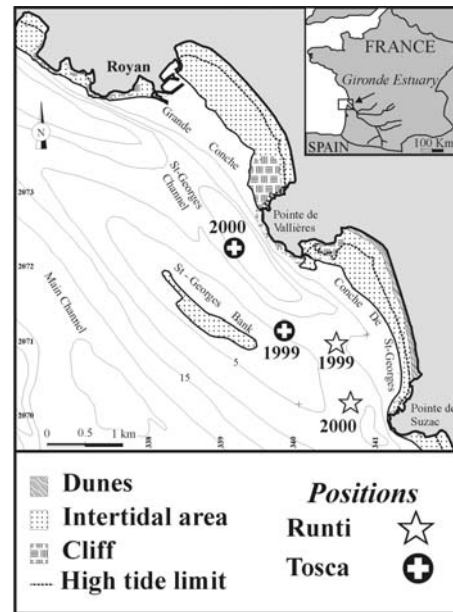 Royan
FRANCE
Gironde Estuary
SPAIN
100 Km
N
Grande
Conche
St-Georges
Channel
2073
Pointe de
Vallières
2000
2072
Main Channel
St - Georges
Bank
Conche
De
St-Georges
1999
1999
2071
5
15
2000
Pointe de
Suzac
2070
0 0.5 1 km
338
339
340
341
Dunes
Intertidal area
Cliff
High tide limit
Positions
Runti
Tosca